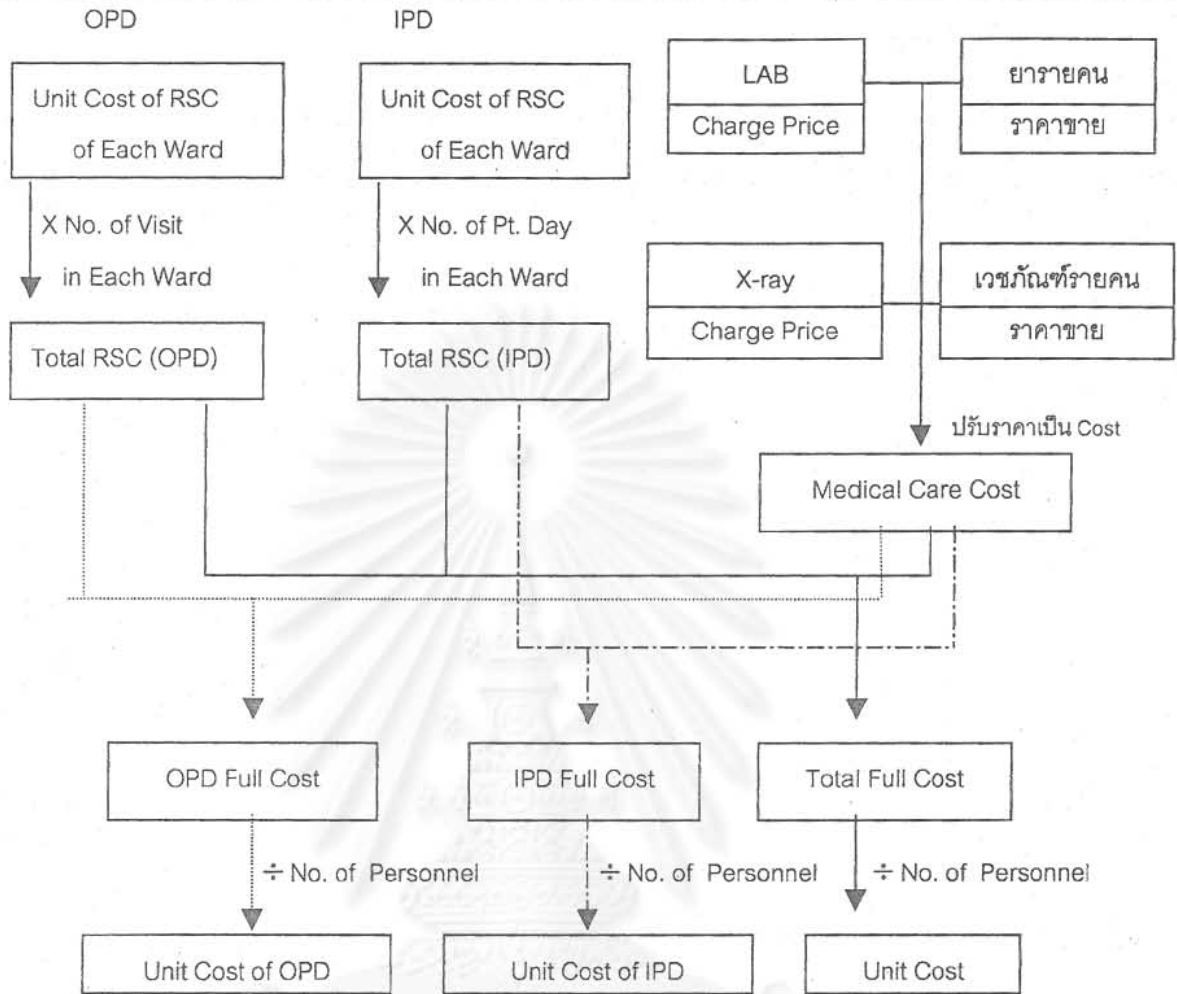 OPD
IPD
Unit Cost of RSC
of Each Ward
Unit Cost of RSC
of Each Ward
LAB
Charge Price
ยารายคน
ราคาขาย
X No. of Visit
in Each Ward
X No. of Pt. Day
in Each Ward
X-ray
Charge Price
เวชภัณฑ์รายคน
ราคาขาย
Total RSC (OPD)
Total RSC (IPD)
ปรับราคาเป็น Cost
Medical Care Cost
OPD Full Cost
IPD Full Cost
Total Full Cost
÷ No. of Personnel
÷ No. of Personnel
÷ No. of Personnel
Unit Cost of OPD
Unit Cost of IPD
Unit Cost